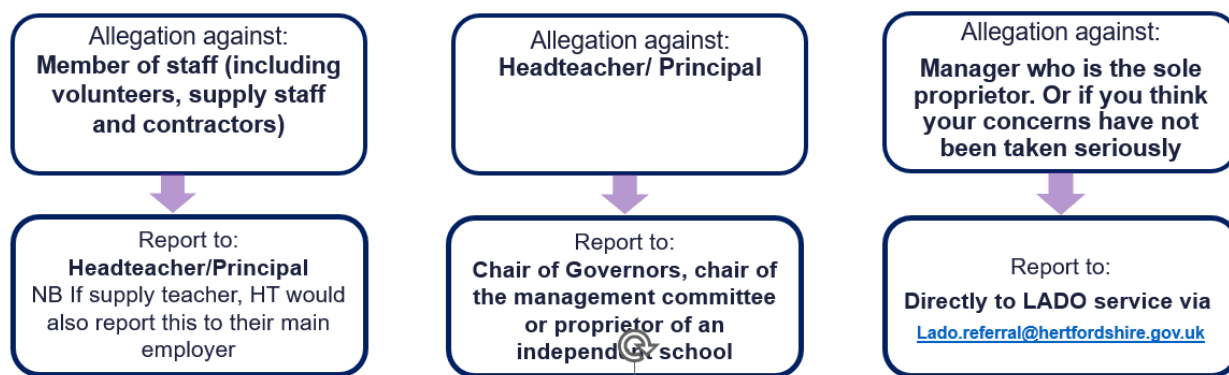 Allegation against:
Member of staff (including
volunteers, supply staff
and contractors)
Report to:
Headteacher/Principal
NB If supply teacher, HT would
also report this to their main
employer
Allegation against:
Headteacher/ Principal
Report to:
Chair of Governors, chair of
the management committee
or proprietor of an
independent school
Allegation against:
Manager who is the sole
proprietor. Or if you think
your concerns have not
been taken seriously
Report to:
Directly to LADO service via
Lado.referral@hertfordshire.gov.uk